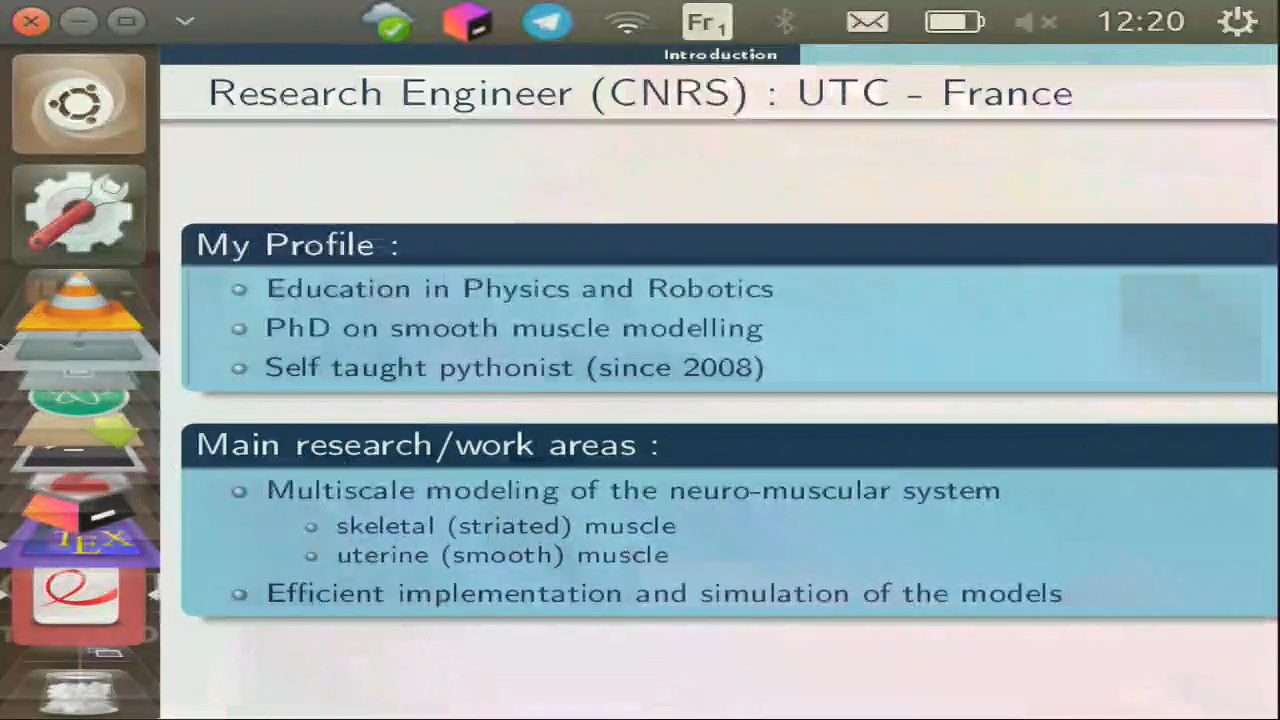 Fr 1
12:20
Introduction
Research Engineer (CNRS) : UTC - France
My Profile :
Education in Physics and Robotics
PhD on smooth muscle modelling
Self taught pythonist (since 2008)
Main research/work areas :
Multiscale modeling of the neuro-muscular system
skeletal (striated) muscle
uterine (smooth) muscle
Efficient implementation and simulation of the models
TEX